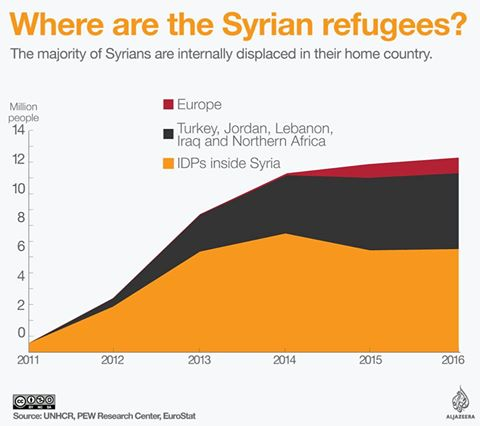 Where are the Syrian refugees?
The majority of Syrians are internally displaced in their home country.
Million
people
Europe
Turkey, Jordan, Lebanon,
Iraq and Northern Africa
IDPs inside Syria
14
12
10
8
6
4
2
0
2011 2012 2013 2014 2015 2016
Source: UNHCR, PEW Research Center, EuroStat
ALJAZEERA